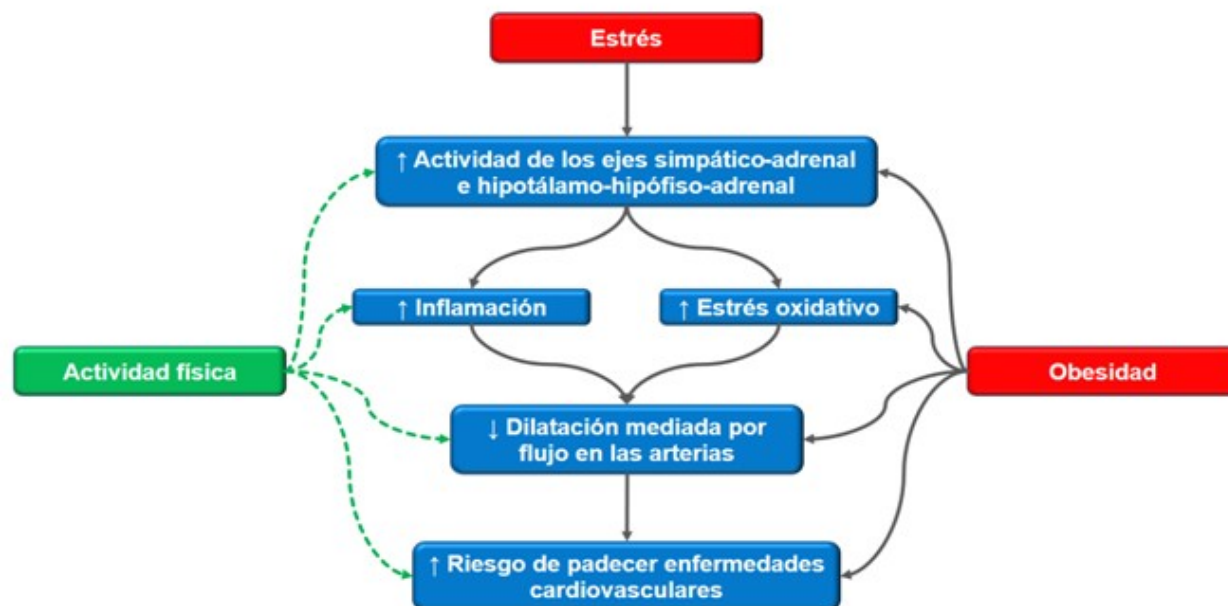 Estrés
↑ Actividad de los ejes simpático-adrenal
e hipotálamo-hipófiso-adrenal
↑ Inflamación
↑ Estrés oxidativo
Actividad física
Obesidad
↓ Dilatación mediada por
flujo en las arterias
↑ Riesgo de padecer enfermedades
cardiovasculares